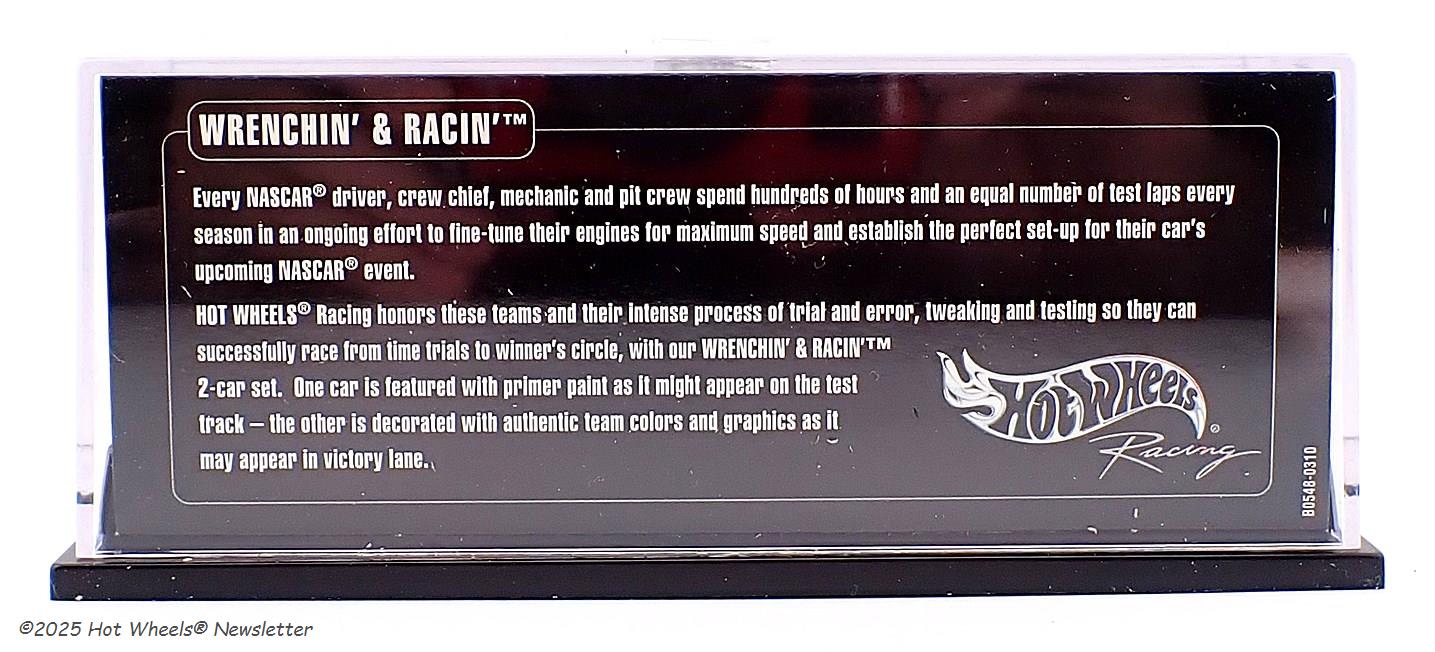 WRENCHIN' & RACIN'™
Every NASCAR® driver, crew chief, mechanic and pit crew spend hundreds of hours and an equal number of test laps every
season in an ongoing effort to fine-tune their engines for maximum speed and establish the perfect set-up for their car's
upcoming NASCAR® event.
HOT WHEELS® Racing honors these teams and their intense process of trial and error, tweaking and testing so they can
successfully race from time trials to winner's circle, with our WRENCHIN' & RACIN'™
2-car set. One car is featured with primer paint as it might appear on the test
track – the other is decorated with authentic team colors and graphics as it
may appear in victory lane.
HOT WHEELS®
Racing
B0548-0310
©2025 Hot Wheels® Newsletter